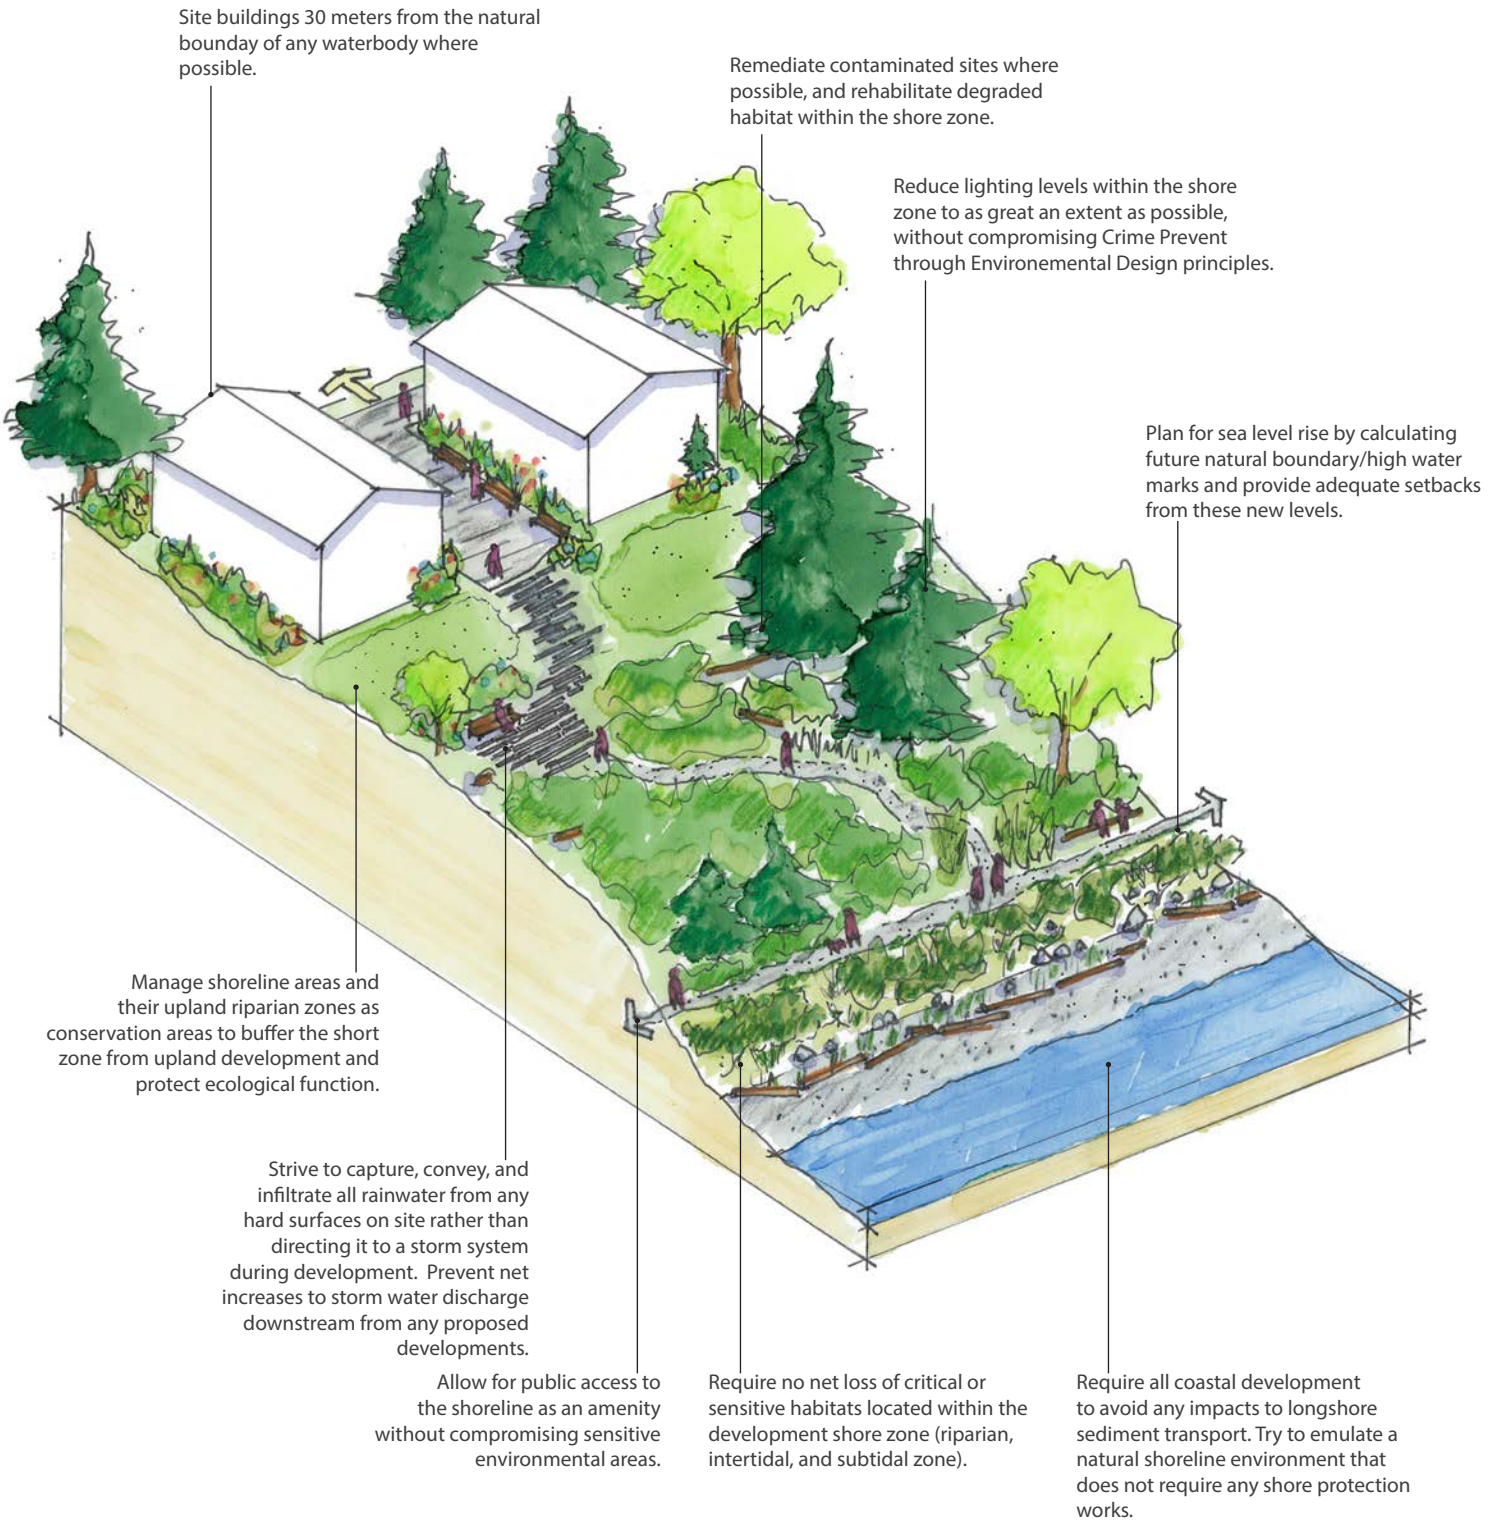 Site buildings 30 meters from the natural
bounday of any waterbody where
possible.
Remediate contaminated sites where
possible, and rehabilitate degraded
habitat within the shore zone.
Reduce lighting levels within the shore
zone to as great an extent as possible,
without compromising Crime Prevent
through Environemental Design principles.
Plan for sea level rise by calculating
future natural boundary/high water
marks and provide adequate setbacks
from these new levels.
Manage shoreline areas and
their upland riparian zones as
conservation areas to buffer the short
zone from upland development and
protect ecological function.
Strive to capture, convey, and
infiltrate all rainwater from any
hard surfaces on site rather than
directing it to a storm system
during development.  Prevent net
increases to storm water discharge
downstream from any proposed
developments.
Allow for public access to
the shoreline as an amenity
without compromising sensitive
environmental areas.
Require no net loss of critical or
sensitive habitats located within the
development shore zone (riparian,
intertidal, and subtidal zone).
Require all coastal development
to avoid any impacts to longshore
sediment transport. Try to emulate a
natural shoreline environment that
does not require any shore protection
works.